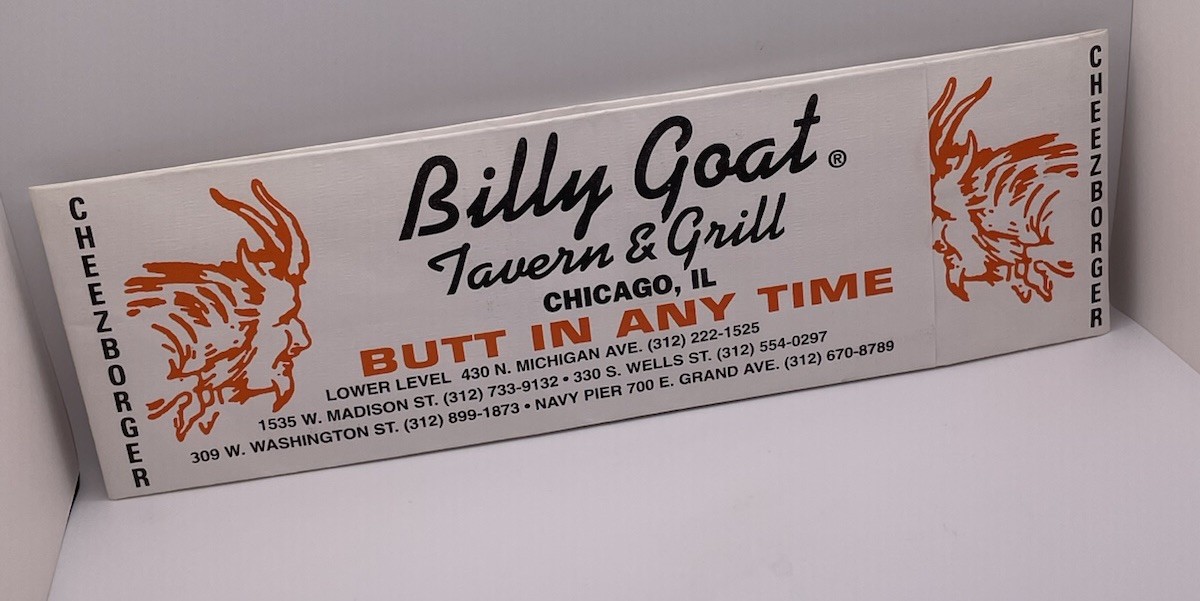 CHEEZBORGER
Billy Goat®
Tavern & Grill
CHICAGO, IL
BUTT IN ANY TIME
LOWER LEVEL 430 N. MICHIGAN AVE. (312) 222-1525
1535 W. MADISON ST. (312) 733-9132 • 330 S. WELLS ST. (312) 554-0297
309 W. WASHINGTON ST. (312) 899-1873 • NAVY PIER 700 E. GRAND AVE. (312) 670-8789
CHEEZBORGER